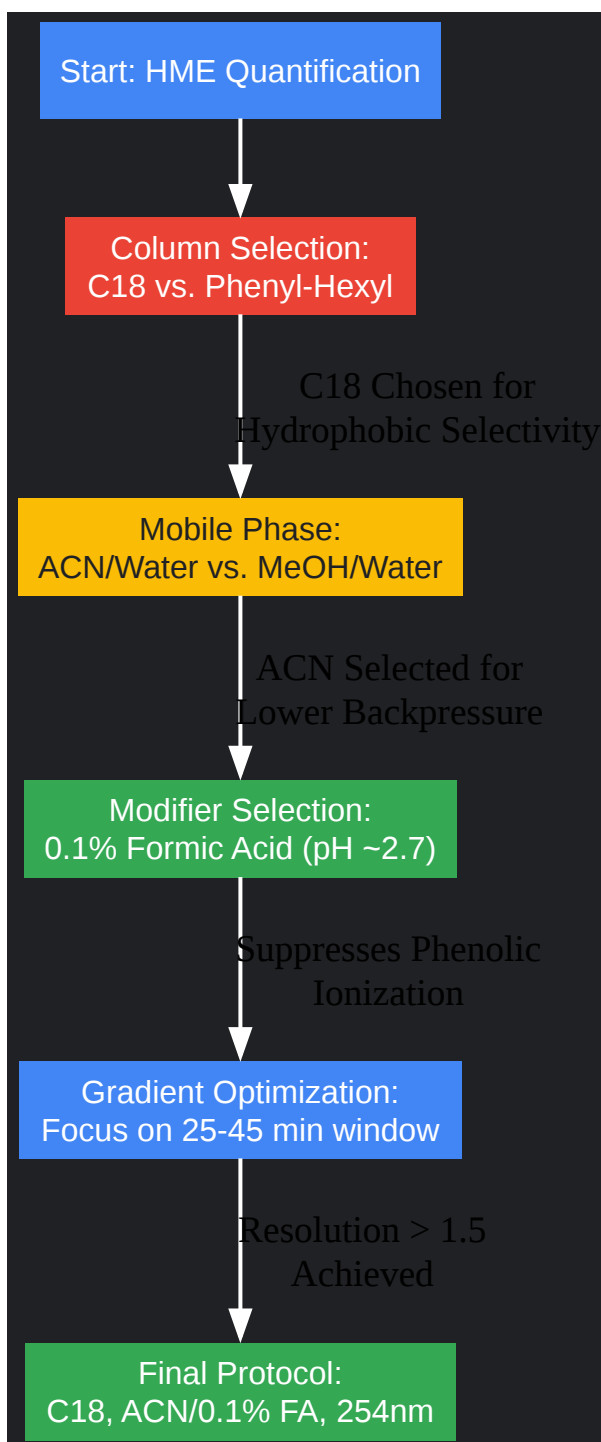 Start: HME Quantification
Column Selection:
C18 vs. Phenyl-Hexyl
C18 Chosen for
Hydrophobic Selectivity
Mobile Phase:
ACN/Water vs. MeOH/Water
ACN Selected for
Lower Backpressure
Modifier Selection:
0.1% Formic Acid (pH ~2.7)
Suppresses Phenolic
Ionization
Gradient Optimization:
Focus on 25-45 min window
Resolution > 1.5
Achieved
Final Protocol:
C18, ACN/0.1% FA, 254nm